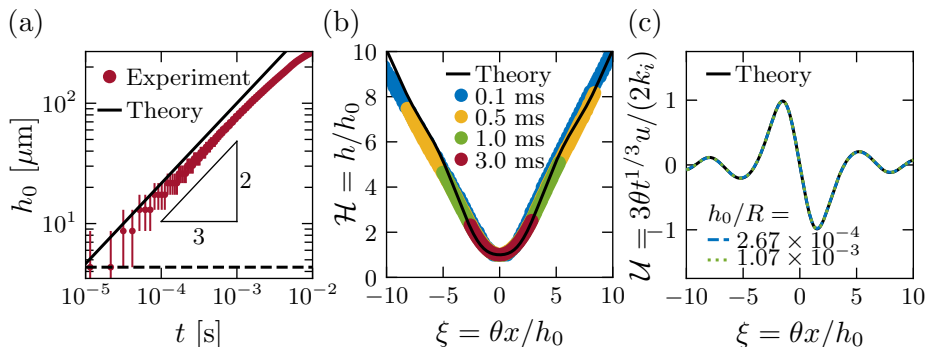 (a)
h₀ [µm]
10²
10¹
Experiment
Theory
2
3
10⁻⁵ 10⁻⁴ 10⁻³ 10⁻²
t [s]
(b)
ℋ = h/h₀
10
8
6
4
2
0
Theory
0.1 ms
0.5 ms
1.0 ms
3.0 ms
−10 −5 0 5 10
ξ = θx/h₀
(c)
𝒰 = 3θt^{1/3}u/(2kᵢ)
1
0
1
Theory
h₀/R =
2.67 × 10⁻⁴
1.07 × 10⁻³
−10 −5 0 5 10
ξ = θx/h₀